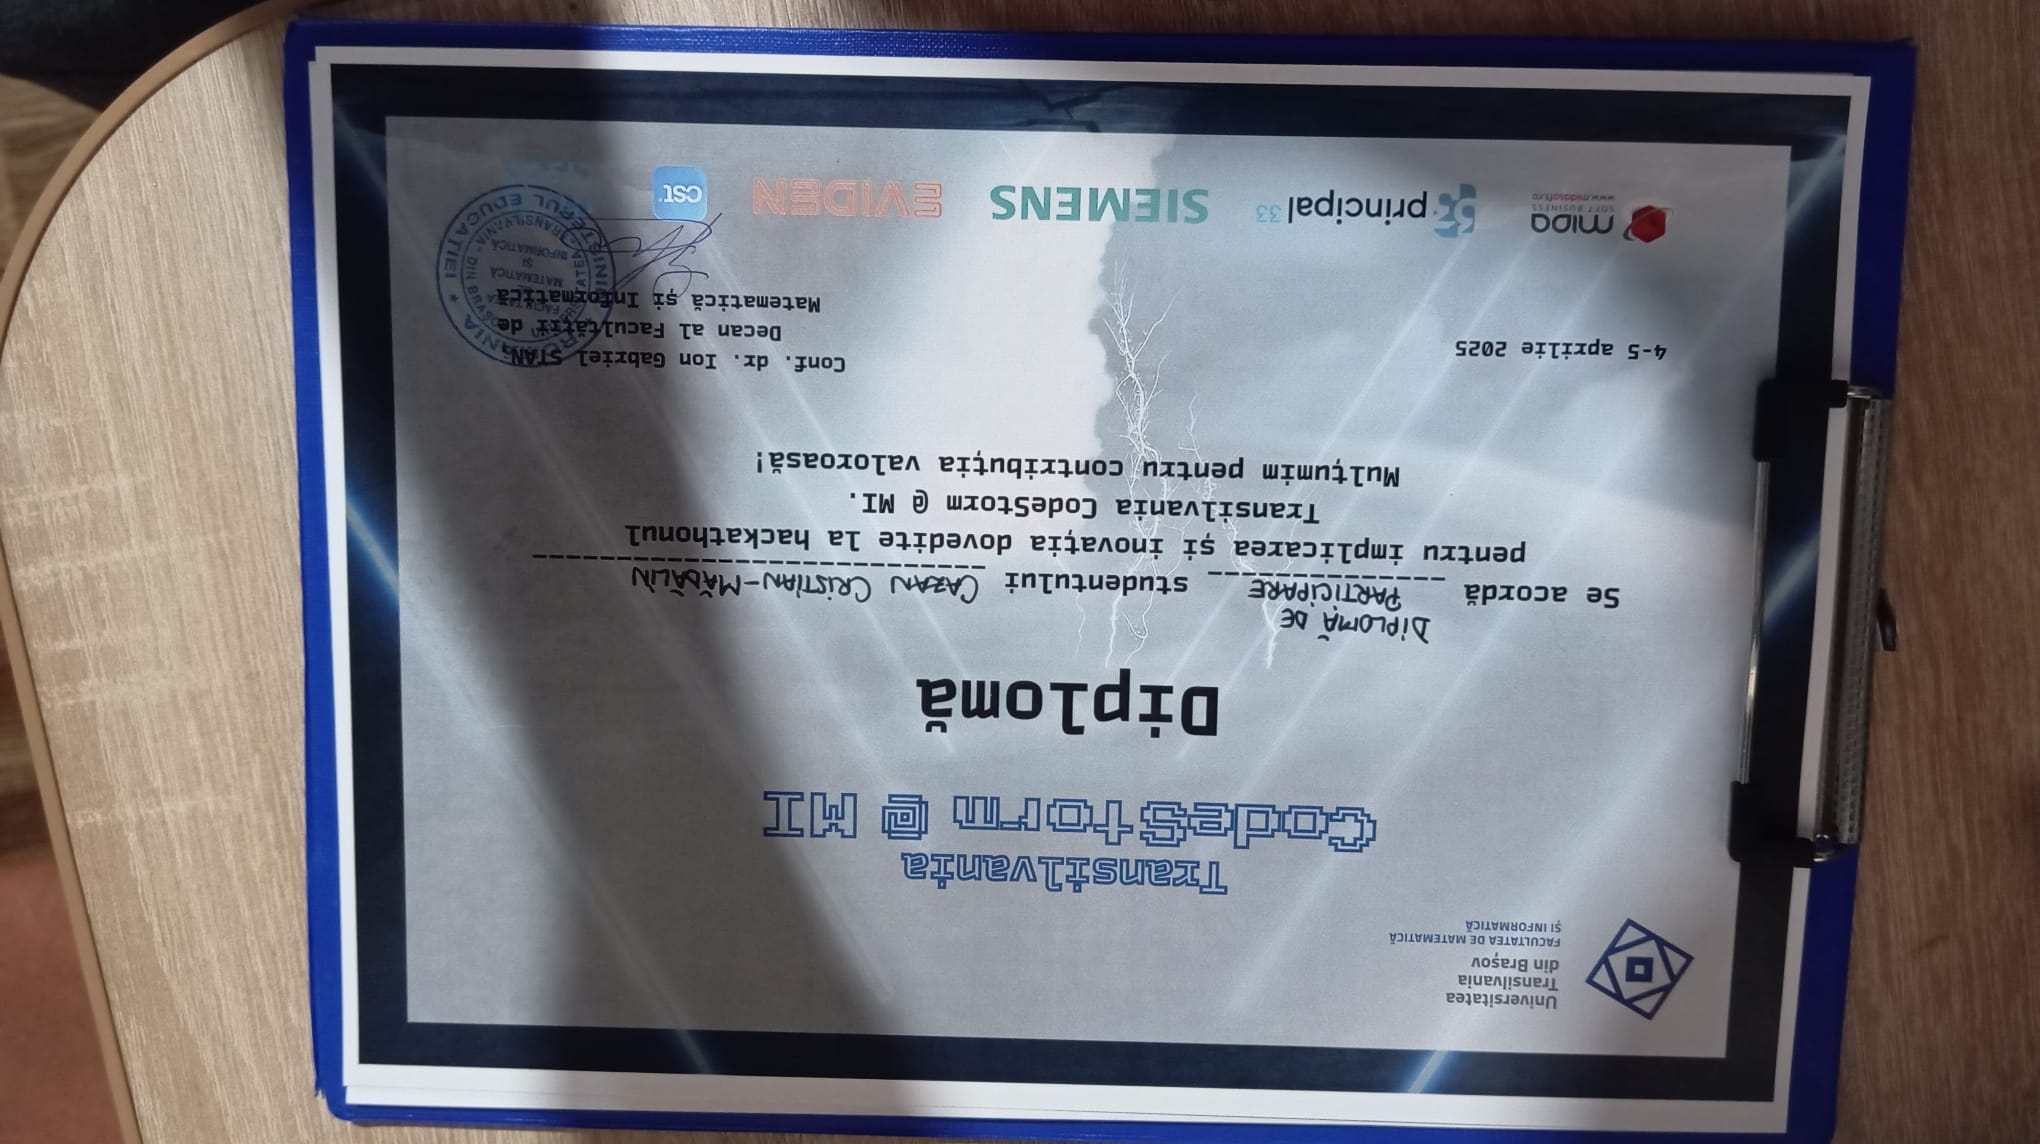 Universitatea
Transilvania
din Brașov
FACULTATEA DE MATEMATICĂ
ȘI INFORMATICĂ
Transilvania
CodeStorm @ MI
Diplomă
DIPLOMĂ DE
Se acordă PARTICIPARE studentului CAZAN CRISTIAN-MĂDĂLIN
pentru implicarea și inovația dovedite la hackathonul
Transilvania CodeStorm @ MI.
Mulțumim pentru contribuția valoroasă!
4-5 aprilie 2025
Conf. dr. Ion Gabriel STAN,
Decan al Facultății de
Matematică și Informatică
ROMÂNIA * MINISTERUL EDUCAȚIEI *
UNIVERSITATEA "TRANSILVANIA" DIN BRAȘOV
FACULTATEA
DE
MATEMATICĂ
ȘI
INFORMATICĂ
mida
SOFT BUSINESS
www.midasoft.ro
33 principal 33
SIEMENS
EVIDEN
cst